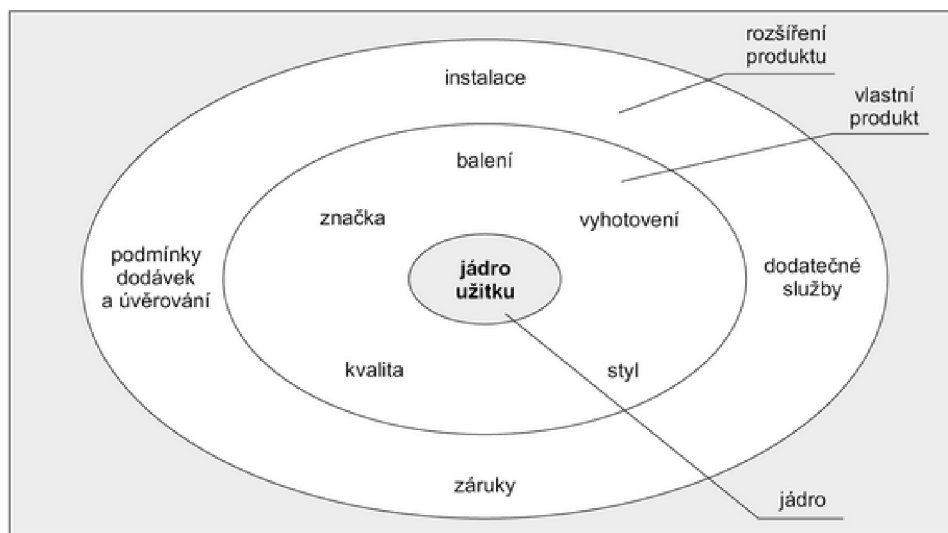 rozšíření
produktu
instalace
vlastní
produkt
balení
značka
vyhotovení
podmínky
dodávek
a úvěrování
jádro
užitku
dodatečné
služby
kvalita
styl
záruky
jádro